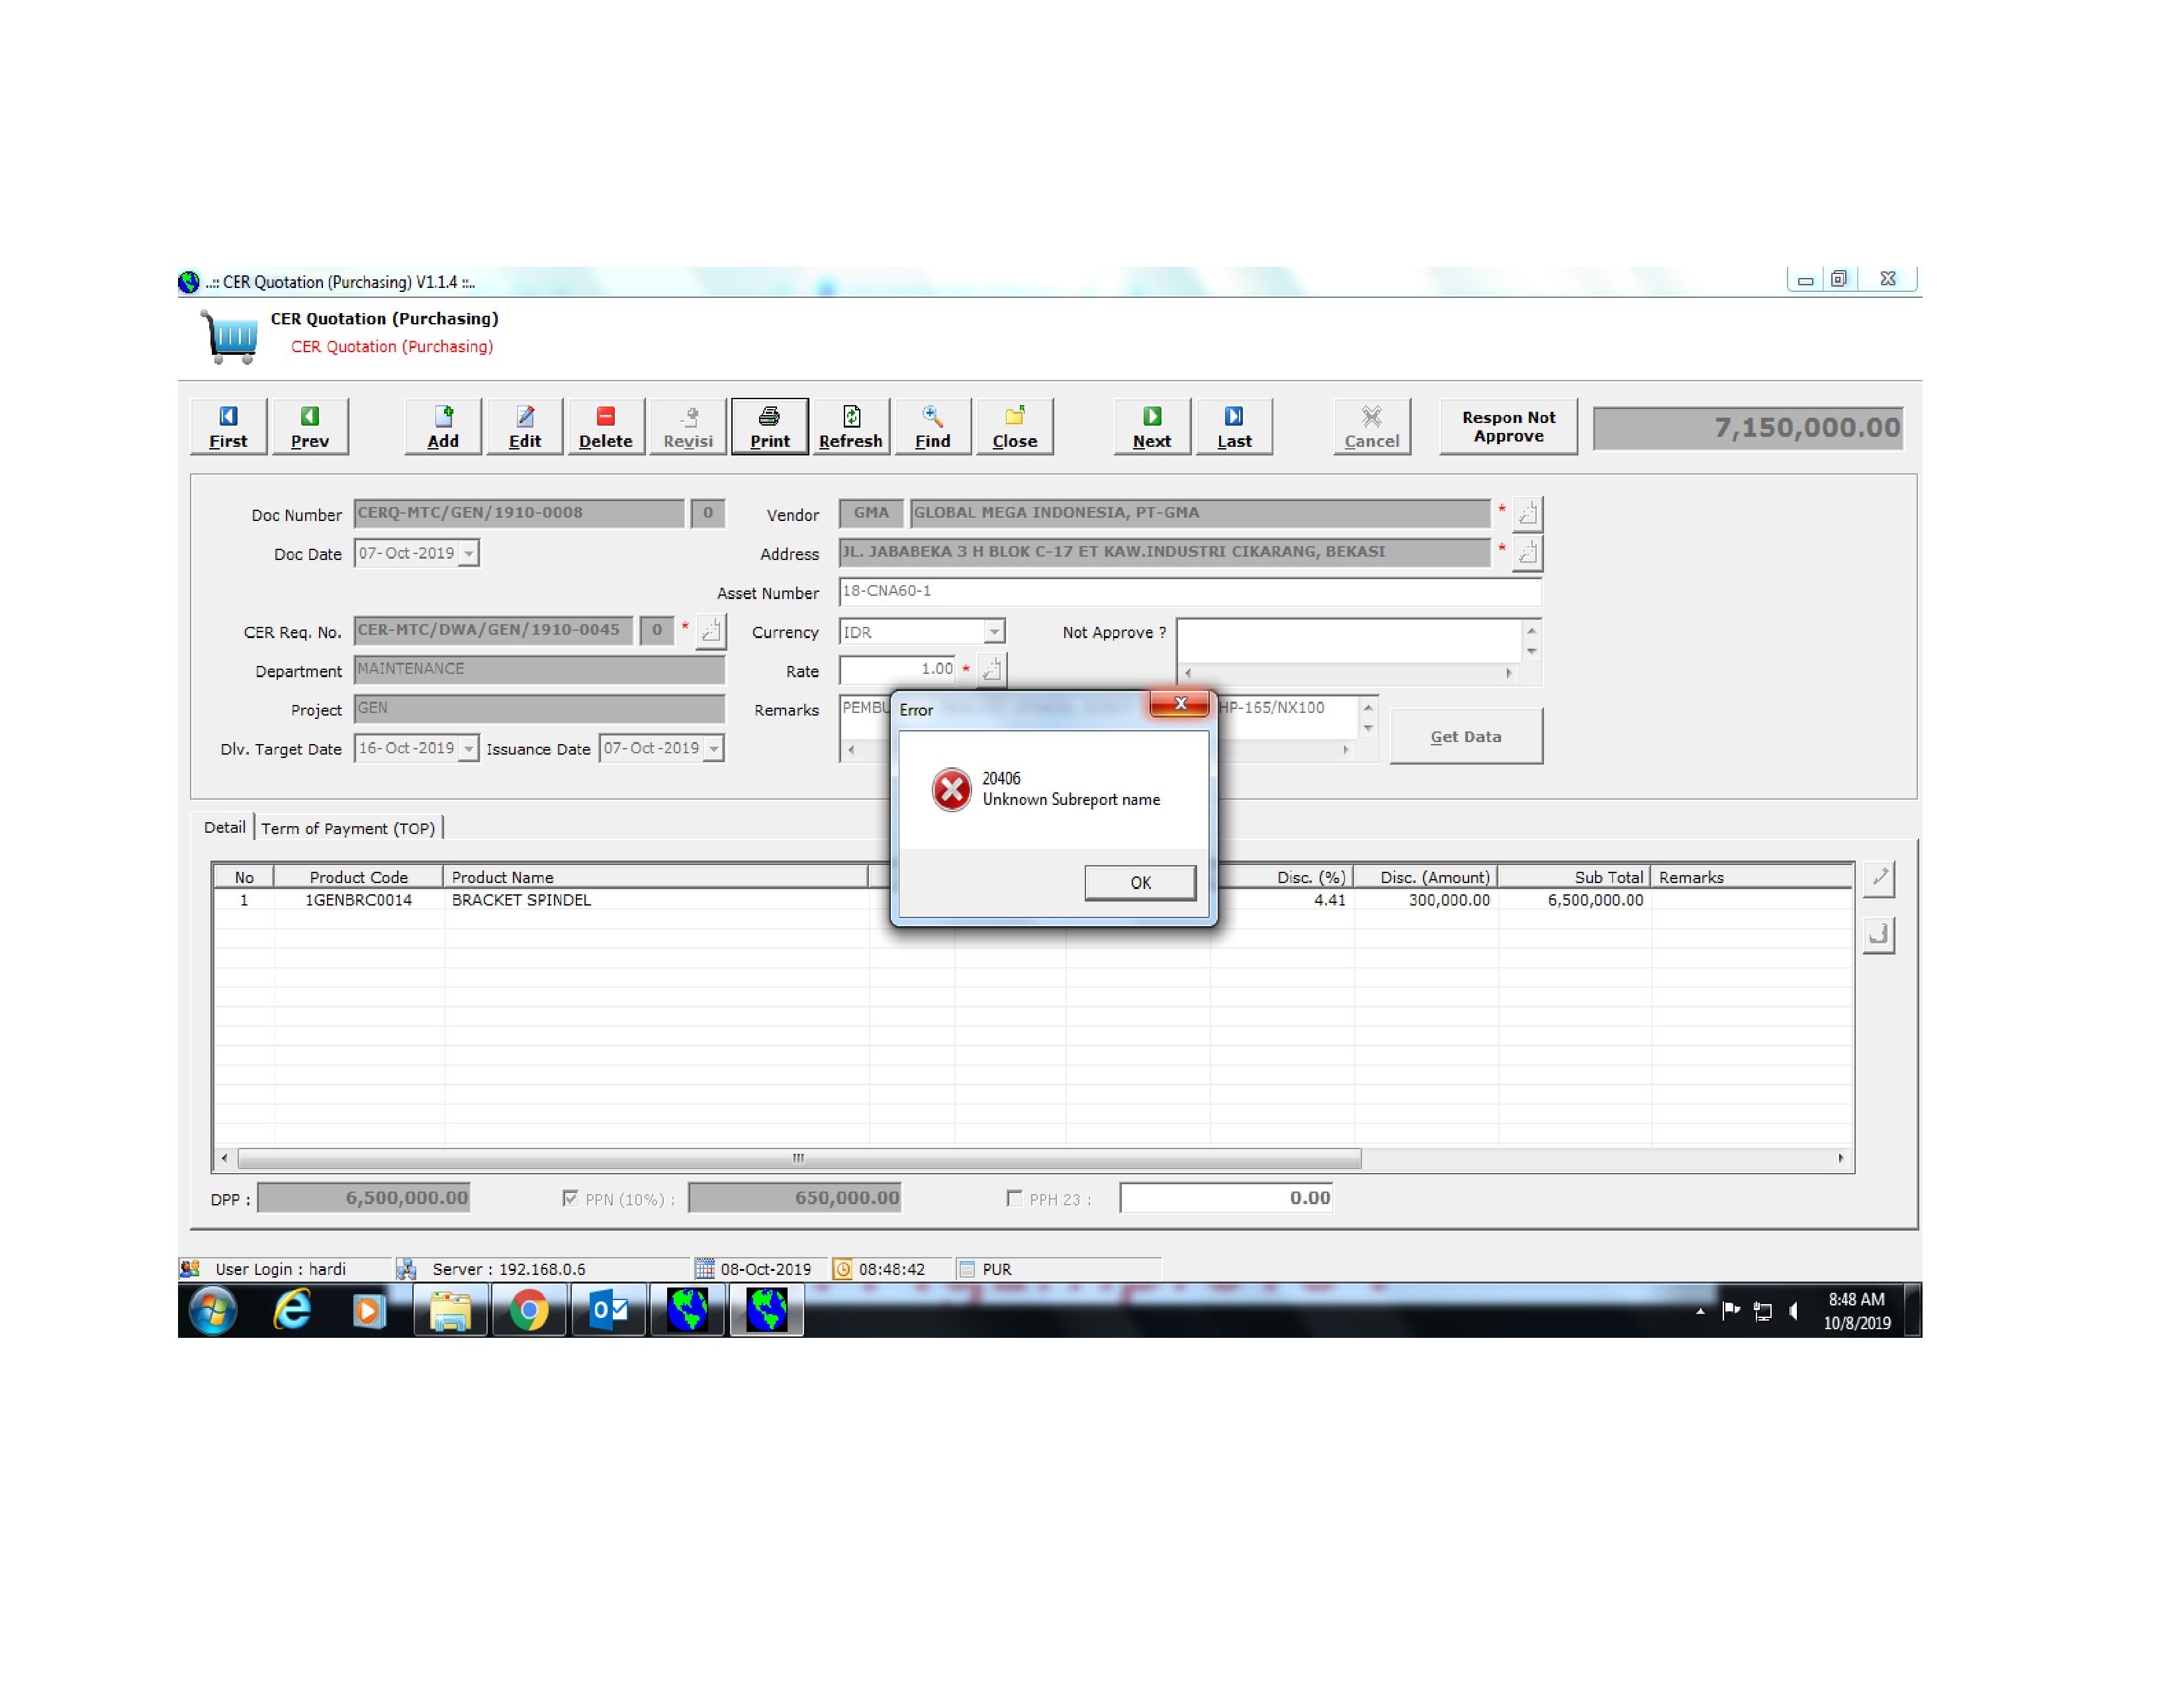 ..:: CER Quotation (Purchasing) V1.1.4 ::..
CER Quotation (Purchasing)
CER Quotation (Purchasing)
First
Prev
Add
Edit
Delete
Revisi
Print
Refresh
Find
Close
Next
Last
Cancel
Respon Not
Approve
7,150,000.00
Doc Number CERQ-MTC/GEN/1910-0008 0
Vendor GMA GLOBAL MEGA INDONESIA, PT-GMA *
Doc Date 07-Oct-2019
Address JL. JABABEKA 3 H BLOK C-17 ET KAW.INDUSTRI CIKARANG, BEKASI *
Asset Number 18-CNA60-1
CER Req. No. CER-MTC/DWA/GEN/1910-0045 0 *
Currency IDR
Not Approve ?
Department MAINTENANCE
Rate 1.00 *
Project GEN
Remarks PEMBU HP-165/NX100
Get Data
Dlv. Target Date 16-Oct-2019 Issuance Date 07-Oct-2019
Error
20406
Unknown Subreport name
OK
Detail Term of Payment (TOP)
No Product Code Product Name Disc. (%) Disc. (Amount) Sub Total Remarks
1 1GENBRC0014 BRACKET SPINDEL 4.41 300,000.00 6,500,000.00
DPP : 6,500,000.00 PPN (10%) : 650,000.00 PPH 23 : 0.00
User Login : hardi Server : 192.168.0.6 08-Oct-2019 08:48:42 PUR
8:48 AM
10/8/2019